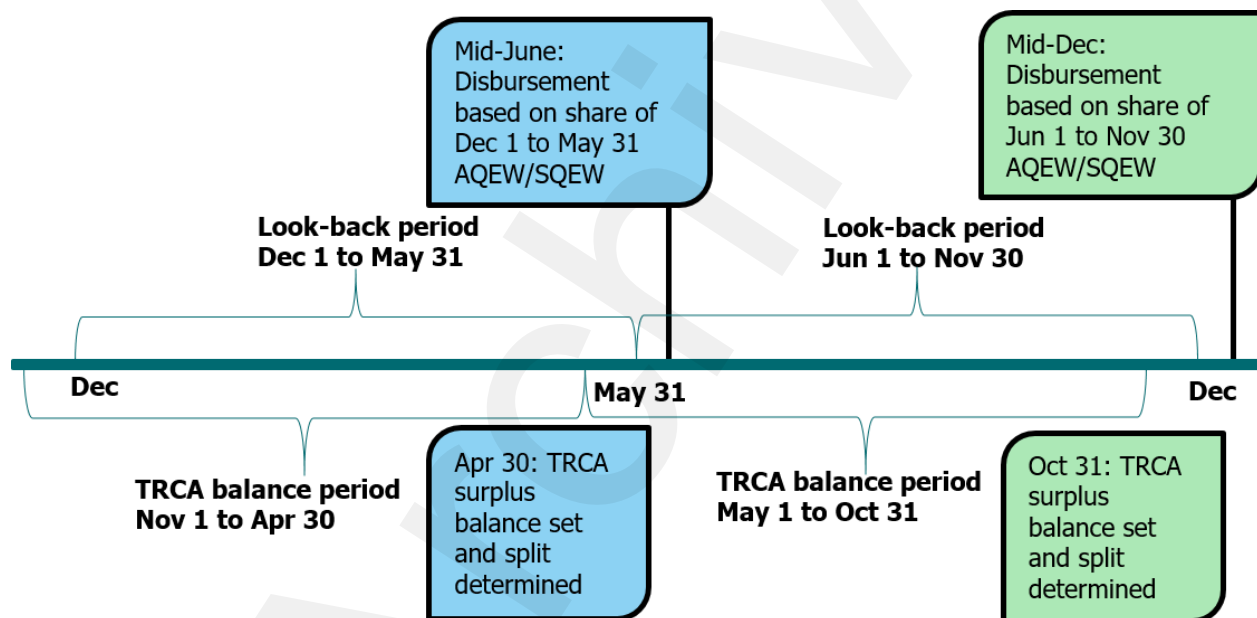 Mid-June:
Disbursement
based on share of
Dec 1 to May 31
AQEW/SQEW
Mid-Dec:
Disbursement
based on share of
Jun 1 to Nov 30
AQEW/SQEW
Look-back period
Dec 1 to May 31
Look-back period
Jun 1 to Nov 30
Dec
May 31
Dec
TRCA balance period
Nov 1 to Apr 30
Apr 30: TRCA
surplus
balance set
and split
determined
TRCA balance period
May 1 to Oct 31
Oct 31: TRCA
surplus
balance set
and split
determined